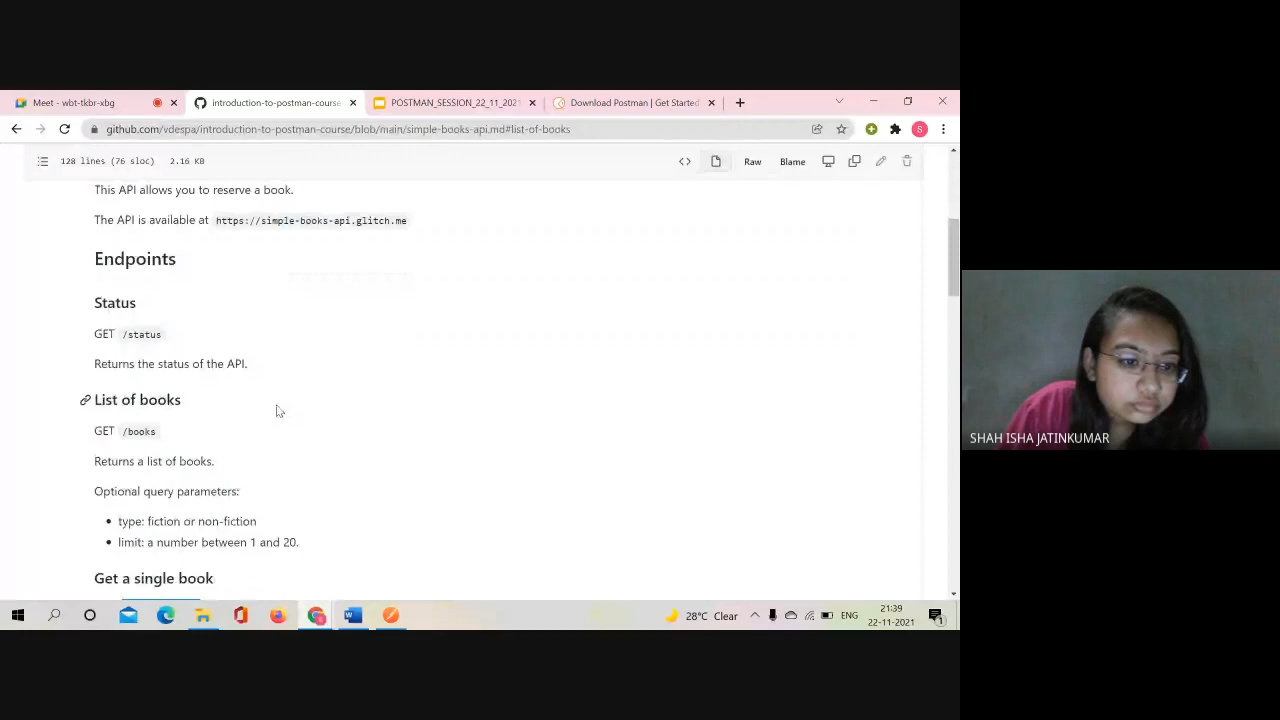 Meet - wbt-tkbr-xbg
introduction-to-postman-course
POSTMAN_SESSION_22_11_2021
Download Postman | Get Started
github.com/vdespa/introduction-to-postman-course/blob/main/simple-books-api.md#list-of-books
128 lines (76 sloc) 2.16 KB
Raw
Blame
This API allows you to reserve a book.
The API is available at https://simple-books-api.glitch.me
Endpoints
Status
GET /status
Returns the status of the API.
List of books
GET /books
Returns a list of books.
Optional query parameters:
• type: fiction or non-fiction
• limit: a number between 1 and 20.
Get a single book
SHAH ISHA JATINKUMAR
28°C Clear
ENG
21:39
22-11-2021